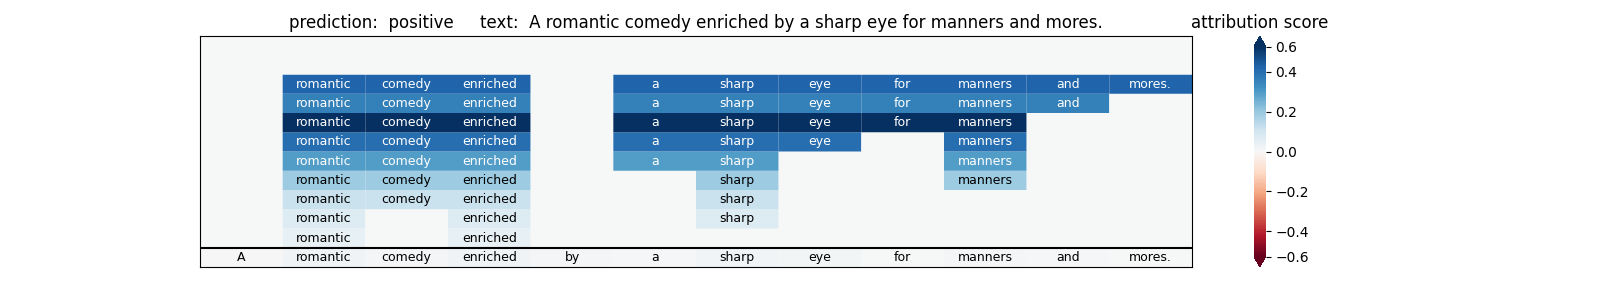 prediction:  positive     text:  A romantic comedy enriched by a sharp eye for manners and mores.
attribution score
romantic comedy enriched a sharp eye for manners and mores.
romantic comedy enriched a sharp eye for manners and
romantic comedy enriched a sharp eye for manners
romantic comedy enriched a sharp eye manners
romantic comedy enriched a sharp manners
romantic comedy enriched sharp manners
romantic comedy enriched sharp
romantic enriched sharp
romantic enriched
A romantic comedy enriched by a sharp eye for manners and mores.
0.6
0.4
0.2
0.0
−0.2
−0.4
−0.6